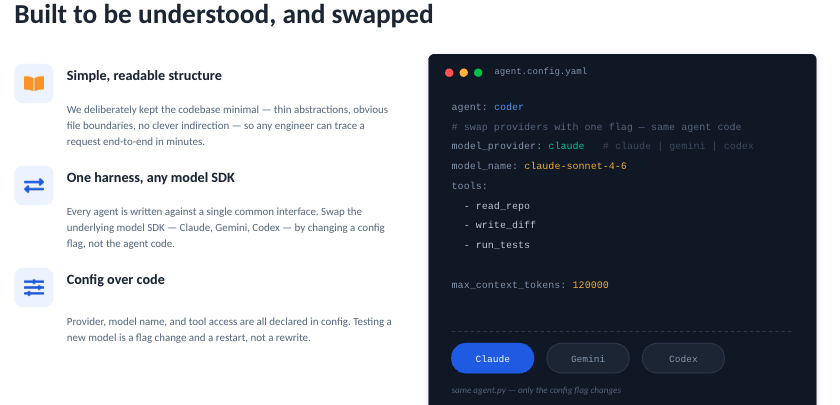 Built to be understood, and swapped
Simple, readable structure
We deliberately kept the codebase minimal — thin abstractions, obvious
file boundaries, no clever indirection — so any engineer can trace a
request end-to-end in minutes.
One harness, any model SDK
Every agent is written against a single common interface. Swap the
underlying model SDK — Claude, Gemini, Codex — by changing a config
flag, not the agent code.
Config over code
Provider, model name, and tool access are all declared in config. Testing a
new model is a flag change and a restart, not a rewrite.
agent.config.yaml
agent: coder
# swap providers with one flag — same agent code
model_provider: claude # claude | gemini | codex
model_name: claude-sonnet-4-6
tools:
- read_repo
- write_diff
- run_tests
max_context_tokens: 120000
Claude Gemini Codex
same agent.py — only the config flag changes